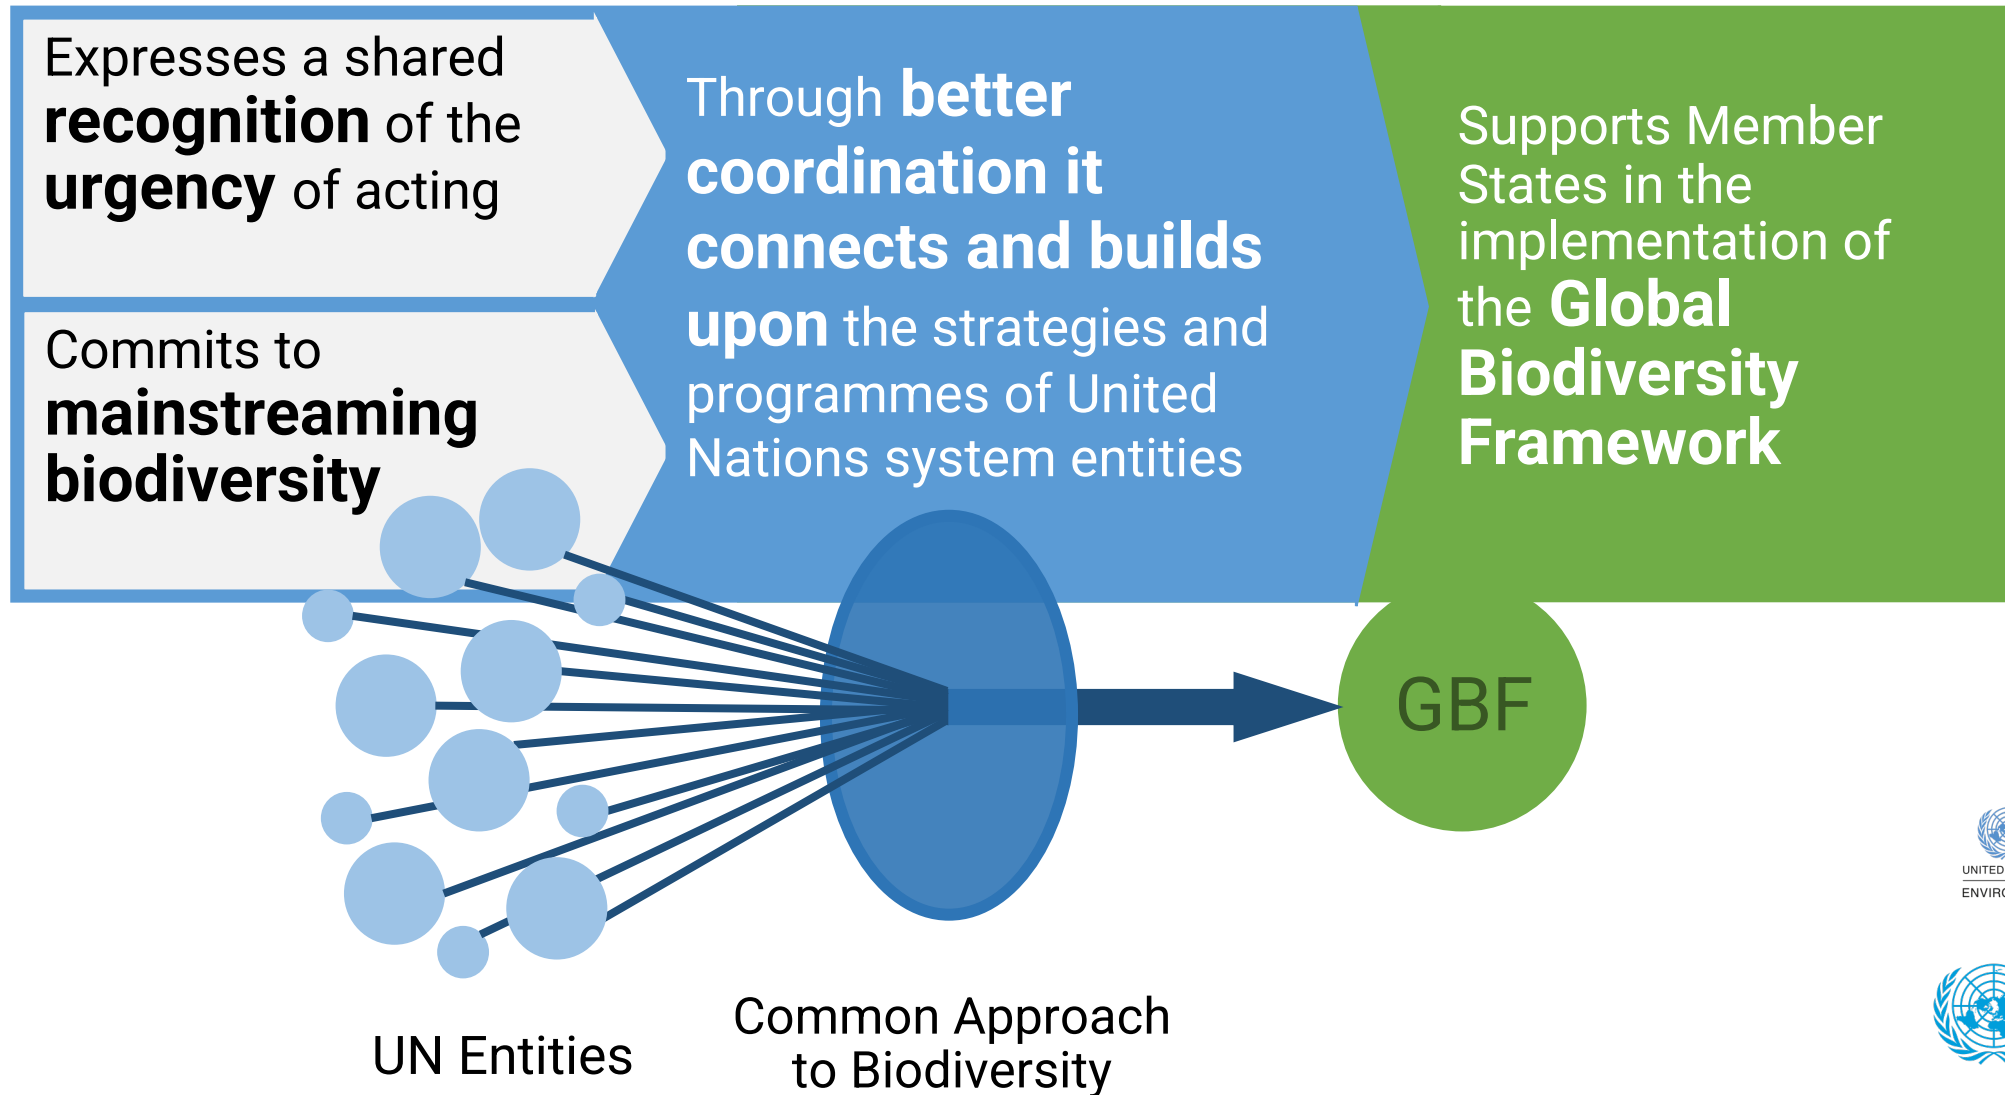 Expresses a shared
recognition of the
urgency of acting
Commits to
mainstreaming
biodiversity
Through better
coordination it
connects and builds
upon the strategies and
programmes of United
Nations system entities
Supports Member
States in the
implementation of
the Global
Biodiversity
Framework
GBF
UN Entities
Common Approach
to Biodiversity
UNITED